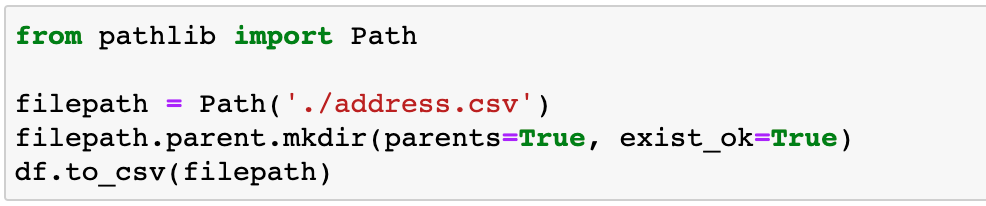 from pathlib import Path
filepath = Path('./address.csv')
filepath.parent.mkdir(parents=True, exist_ok=True)
df.to_csv(filepath)